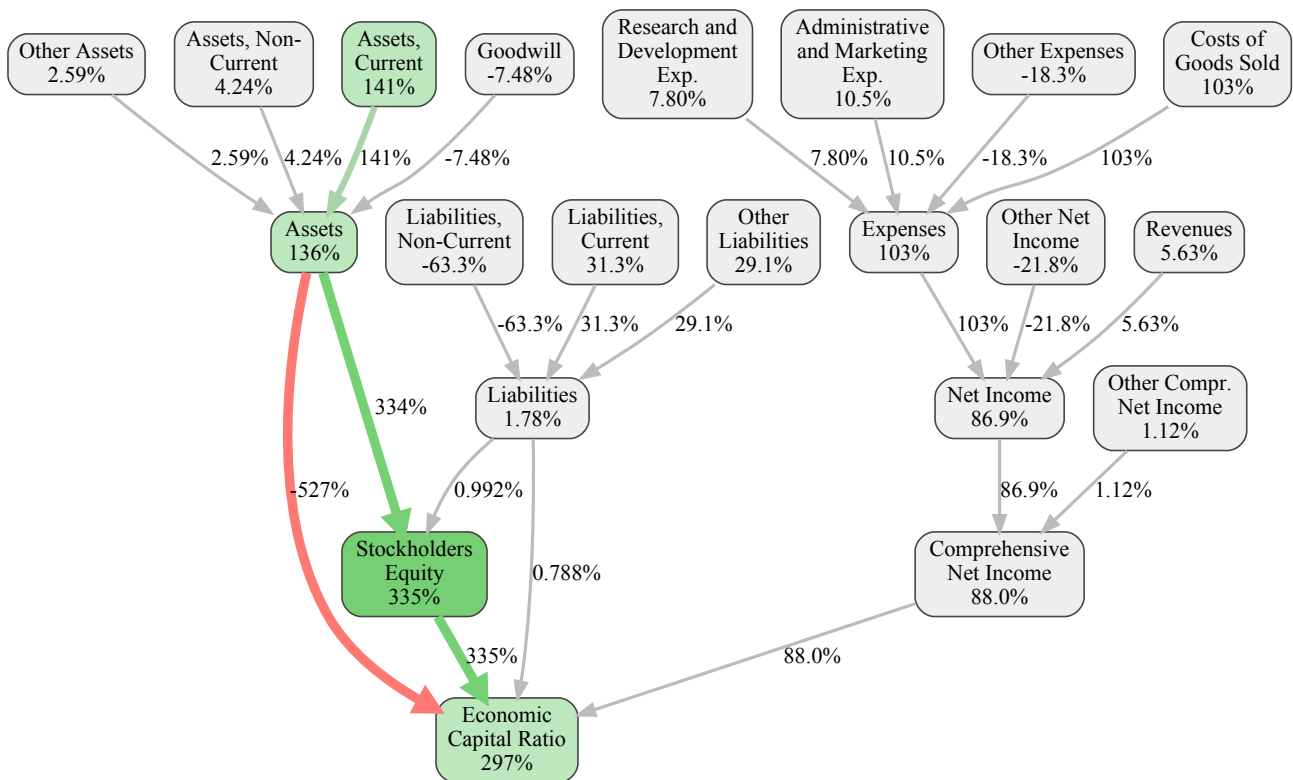 Other Assets
2.59%
Assets, Non-
Current
4.24%
Assets,
Current
141%
Goodwill
-7.48%
Research and
Development
Exp.
7.80%
Administrative
and Marketing
Exp.
10.5%
Other Expenses
-18.3%
Costs of
Goods Sold
103%
2.59%
4.24%
141%
-7.48%
7.80%
10.5%
-18.3%
103%
Assets
136%
Liabilities,
Non-Current
-63.3%
Liabilities,
Current
31.3%
Other
Liabilities
29.1%
Expenses
103%
Other Net
Income
-21.8%
Revenues
5.63%
-63.3%
31.3%
29.1%
103%
-21.8%
5.63%
Liabilities
1.78%
Net Income
86.9%
Other Compr.
Net Income
1.12%
334%
-527%
0.992%
86.9%
1.12%
Stockholders
Equity
335%
0.788%
Comprehensive
Net Income
88.0%
335%
88.0%
Economic
Capital Ratio
297%